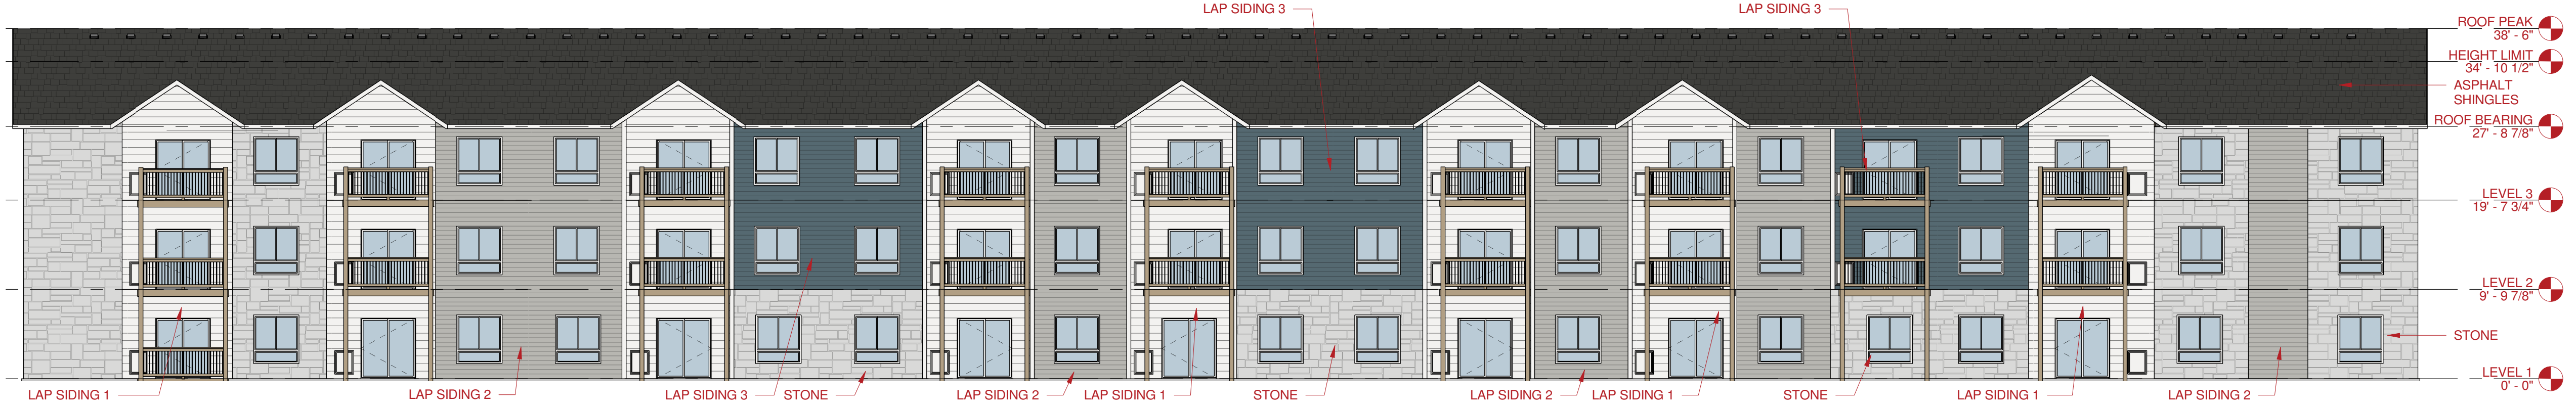 LAP SIDING 3
LAP SIDING 3
ROOF PEAK
38' - 6"
HEIGHT LIMIT
34' - 10 1/2"
ASPHALT
SHINGLES
ROOF BEARING
27' - 8 7/8"
LEVEL 3
19' - 7 3/4"
LEVEL 2
9' - 9 7/8"
STONE
LEVEL 1
0' - 0"
LAP SIDING 1
LAP SIDING 2
LAP SIDING 3
STONE
LAP SIDING 2
LAP SIDING 1
STONE
LAP SIDING 2
LAP SIDING 1
STONE
LAP SIDING 1
LAP SIDING 2